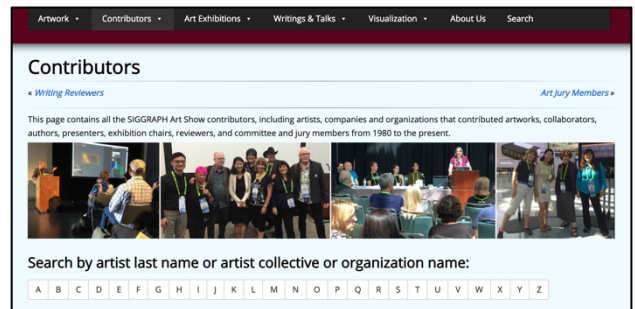 Artwork Contributors Art Exhibitions Writings & Talks Visualization About Us Search
Contributors
« Writing Reviewers Art Jury Members »
This page contains all the SIGGRAPH Art Show contributors, including artists, companies and organizations that contributed artworks, collaborators,
authors, presenters, exhibition chairs, reviewers, and committee and jury members from 1980 to the present.
Search by artist last name or artist collective or organization name:
A B C D E F G H I J K L M N O P Q R S T U V W X Y Z